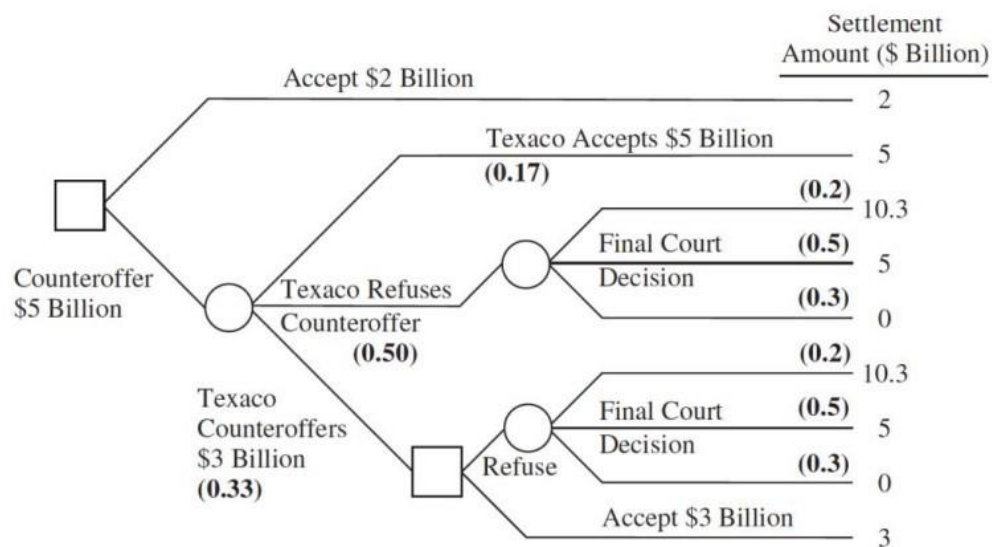 Settlement
Amount ($ Billion)
Accept $2 Billion
2
Texaco Accepts $5 Billion
5
(0.17)
(0.2)
10.3
Final Court
(0.5)
5
Decision
(0.3)
0
Counteroffer
$5 Billion
Texaco Refuses
Counteroffer
(0.50)
(0.2)
10.3
Texaco
Counteroffers
$3 Billion
(0.33)
Final Court
(0.5)
5
Decision
(0.3)
0
Refuse
Accept $3 Billion
3